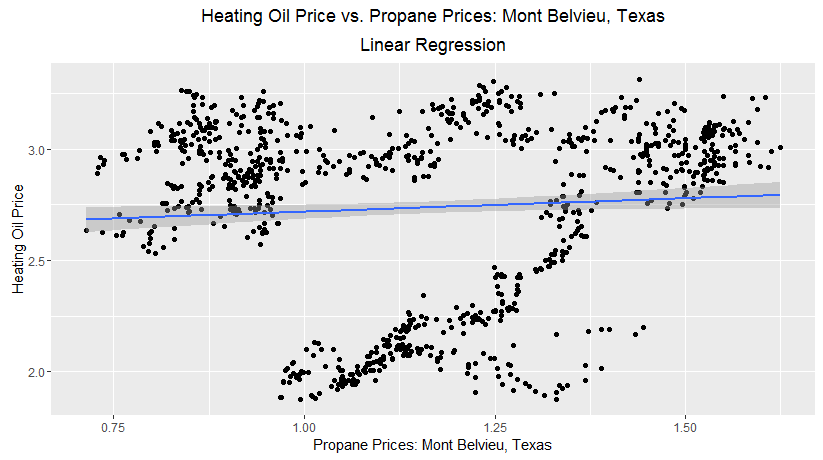 Heating Oil Price vs. Propane Prices: Mont Belvieu, Texas
Linear Regression
Heating Oil Price
3.0
2.5
2.0
0.75 1.00 1.25 1.50
Propane Prices: Mont Belvieu, Texas